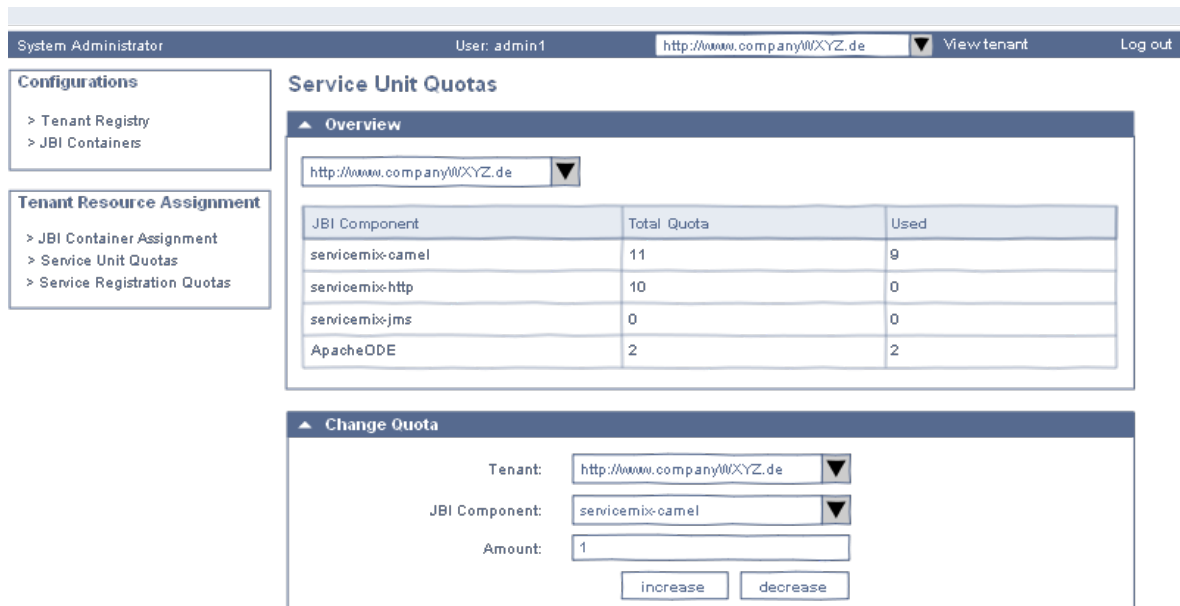 System Administrator User: admin1 http://www.companyWXYZ.de View tenant Log out
Configurations
> Tenant Registry
> JBI Containers
Tenant Resource Assignment
> JBI Container Assignment
> Service Unit Quotas
> Service Registration Quotas
Service Unit Quotas
Overview
http://www.companyWXYZ.de
JBI Component Total Quota Used
servicemix-camel 11 9
servicemix-http 10 0
servicemix-jms 0 0
ApacheODE 2 2
Change Quota
Tenant: http://www.companyWXYZ.de
JBI Component: servicemix-camel
Amount: 1
increase decrease